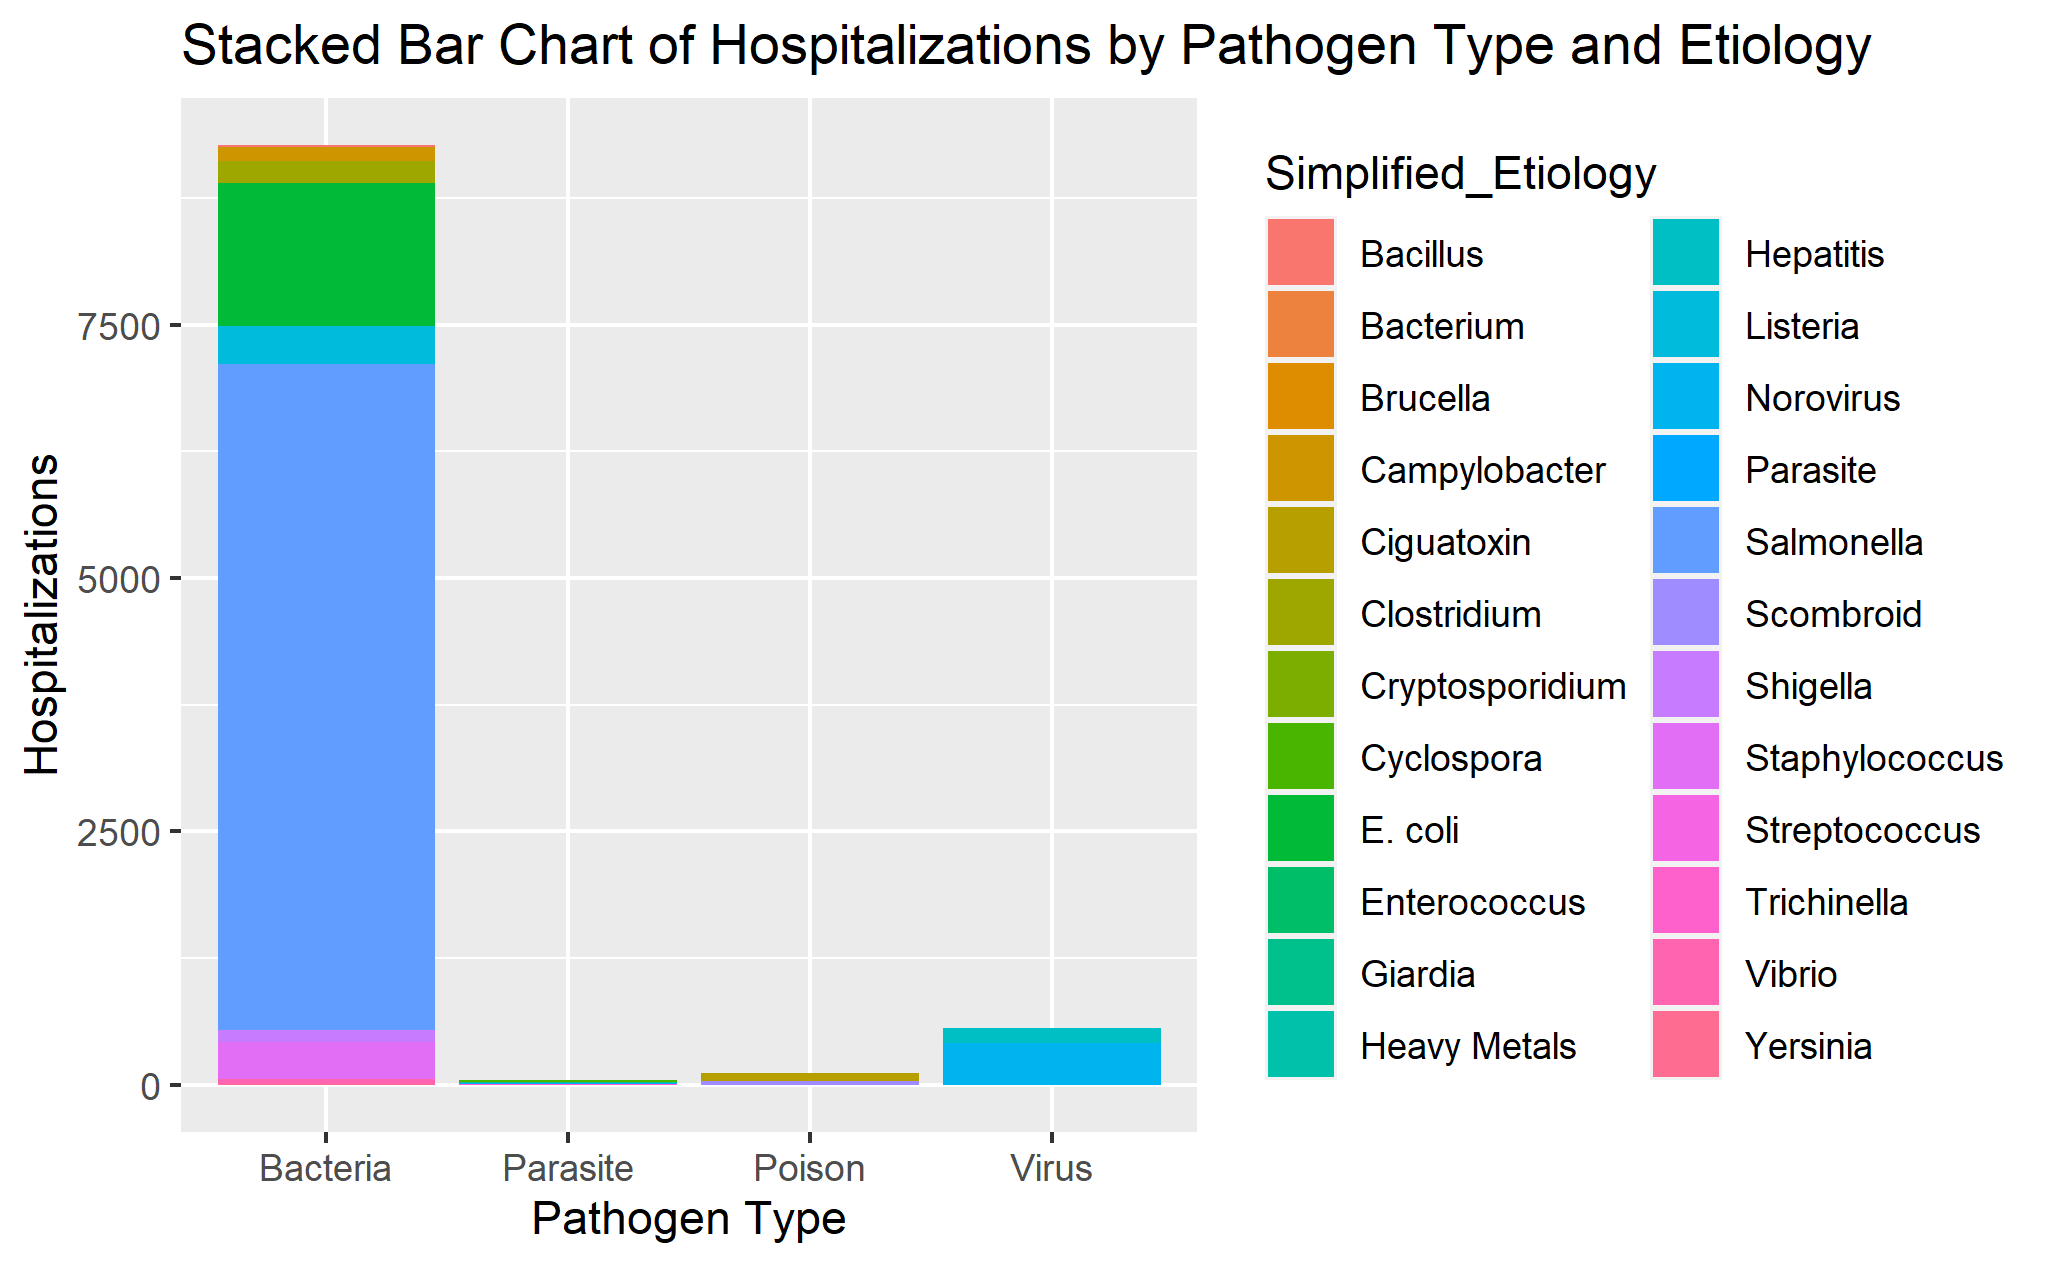 Stacked Bar Chart of Hospitalizations by Pathogen Type and Etiology
Hospitalizations
7500
5000
2500
0
Bacteria
Parasite
Poison
Virus
Pathogen Type
Simplified_Etiology
Bacillus
Bacterium
Brucella
Campylobacter
Ciguatoxin
Clostridium
Cryptosporidium
Cyclospora
E. coli
Enterococcus
Giardia
Heavy Metals
Hepatitis
Listeria
Norovirus
Parasite
Salmonella
Scombroid
Shigella
Staphylococcus
Streptococcus
Trichinella
Vibrio
Yersinia